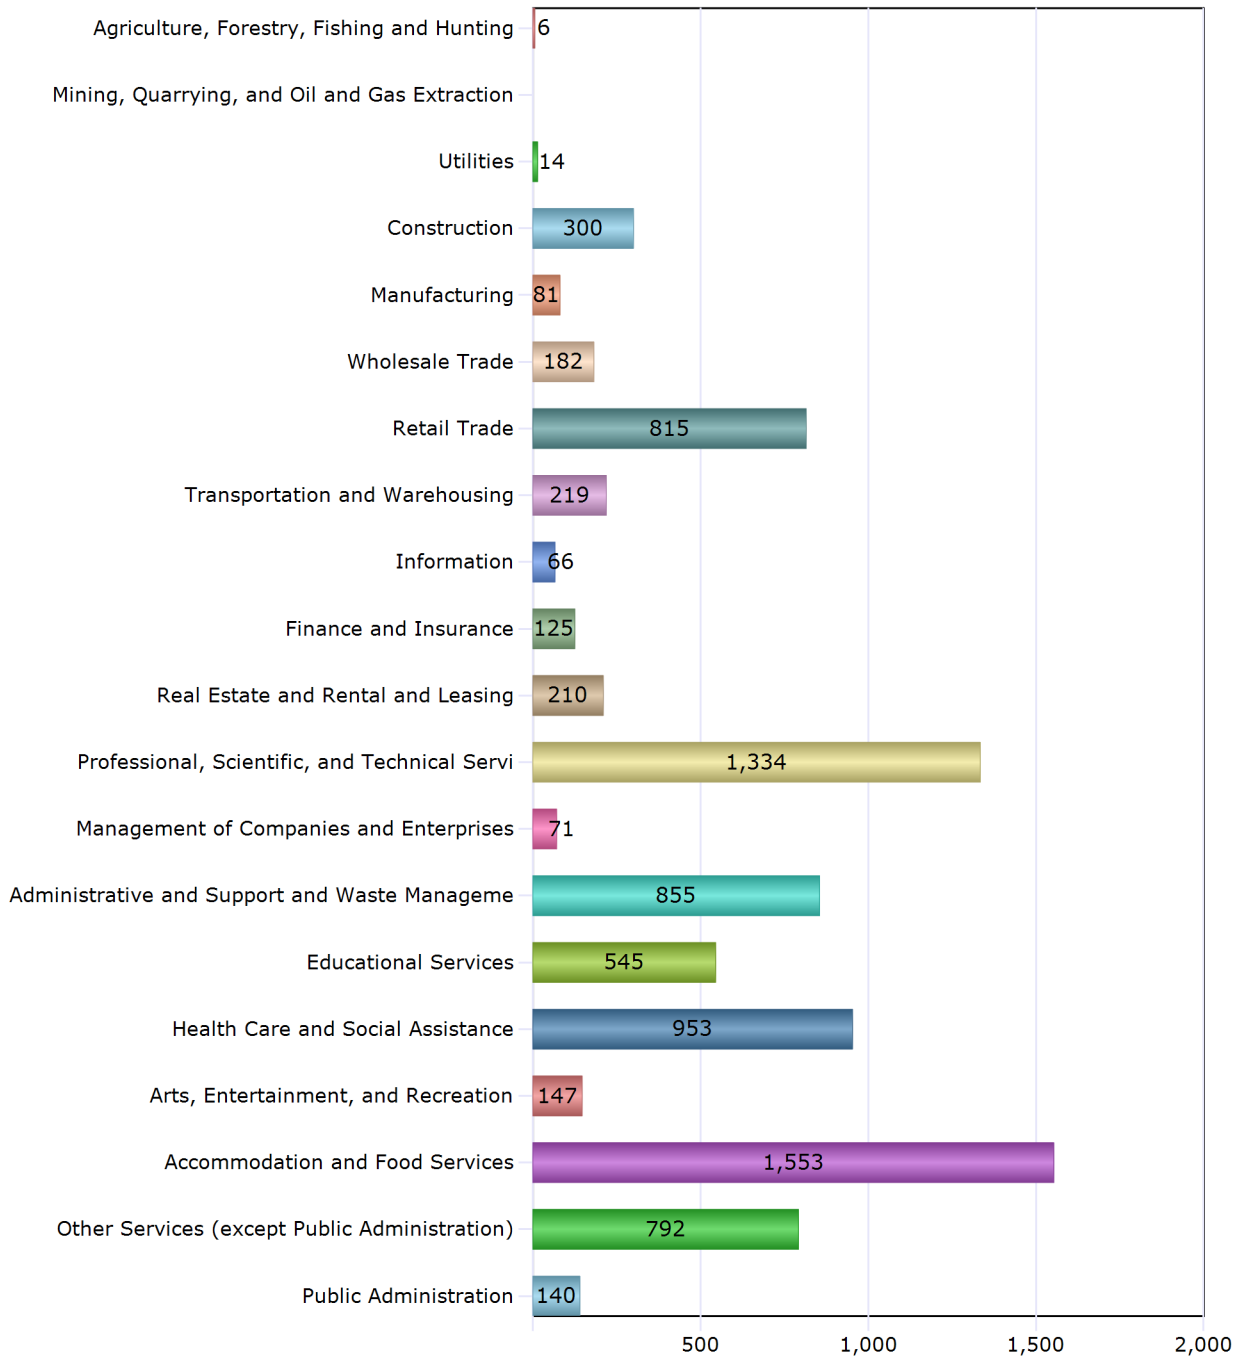 Agriculture, Forestry, Fishing and Hunting 6
Mining, Quarrying, and Oil and Gas Extraction
Utilities 14
Construction 300
Manufacturing 81
Wholesale Trade 182
Retail Trade 815
Transportation and Warehousing 219
Information 66
Finance and Insurance 125
Real Estate and Rental and Leasing 210
Professional, Scientific, and Technical Servi 1,334
Management of Companies and Enterprises 71
Administrative and Support and Waste Manageme 855
Educational Services 545
Health Care and Social Assistance 953
Arts, Entertainment, and Recreation 147
Accommodation and Food Services 1,553
Other Services (except Public Administration) 792
Public Administration 140
500 1,000 1,500 2,000